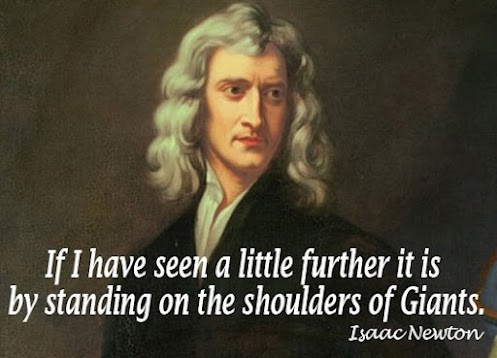 If I have seen a little further it is
by standing on the shoulders of Giants.
Isaac Newton